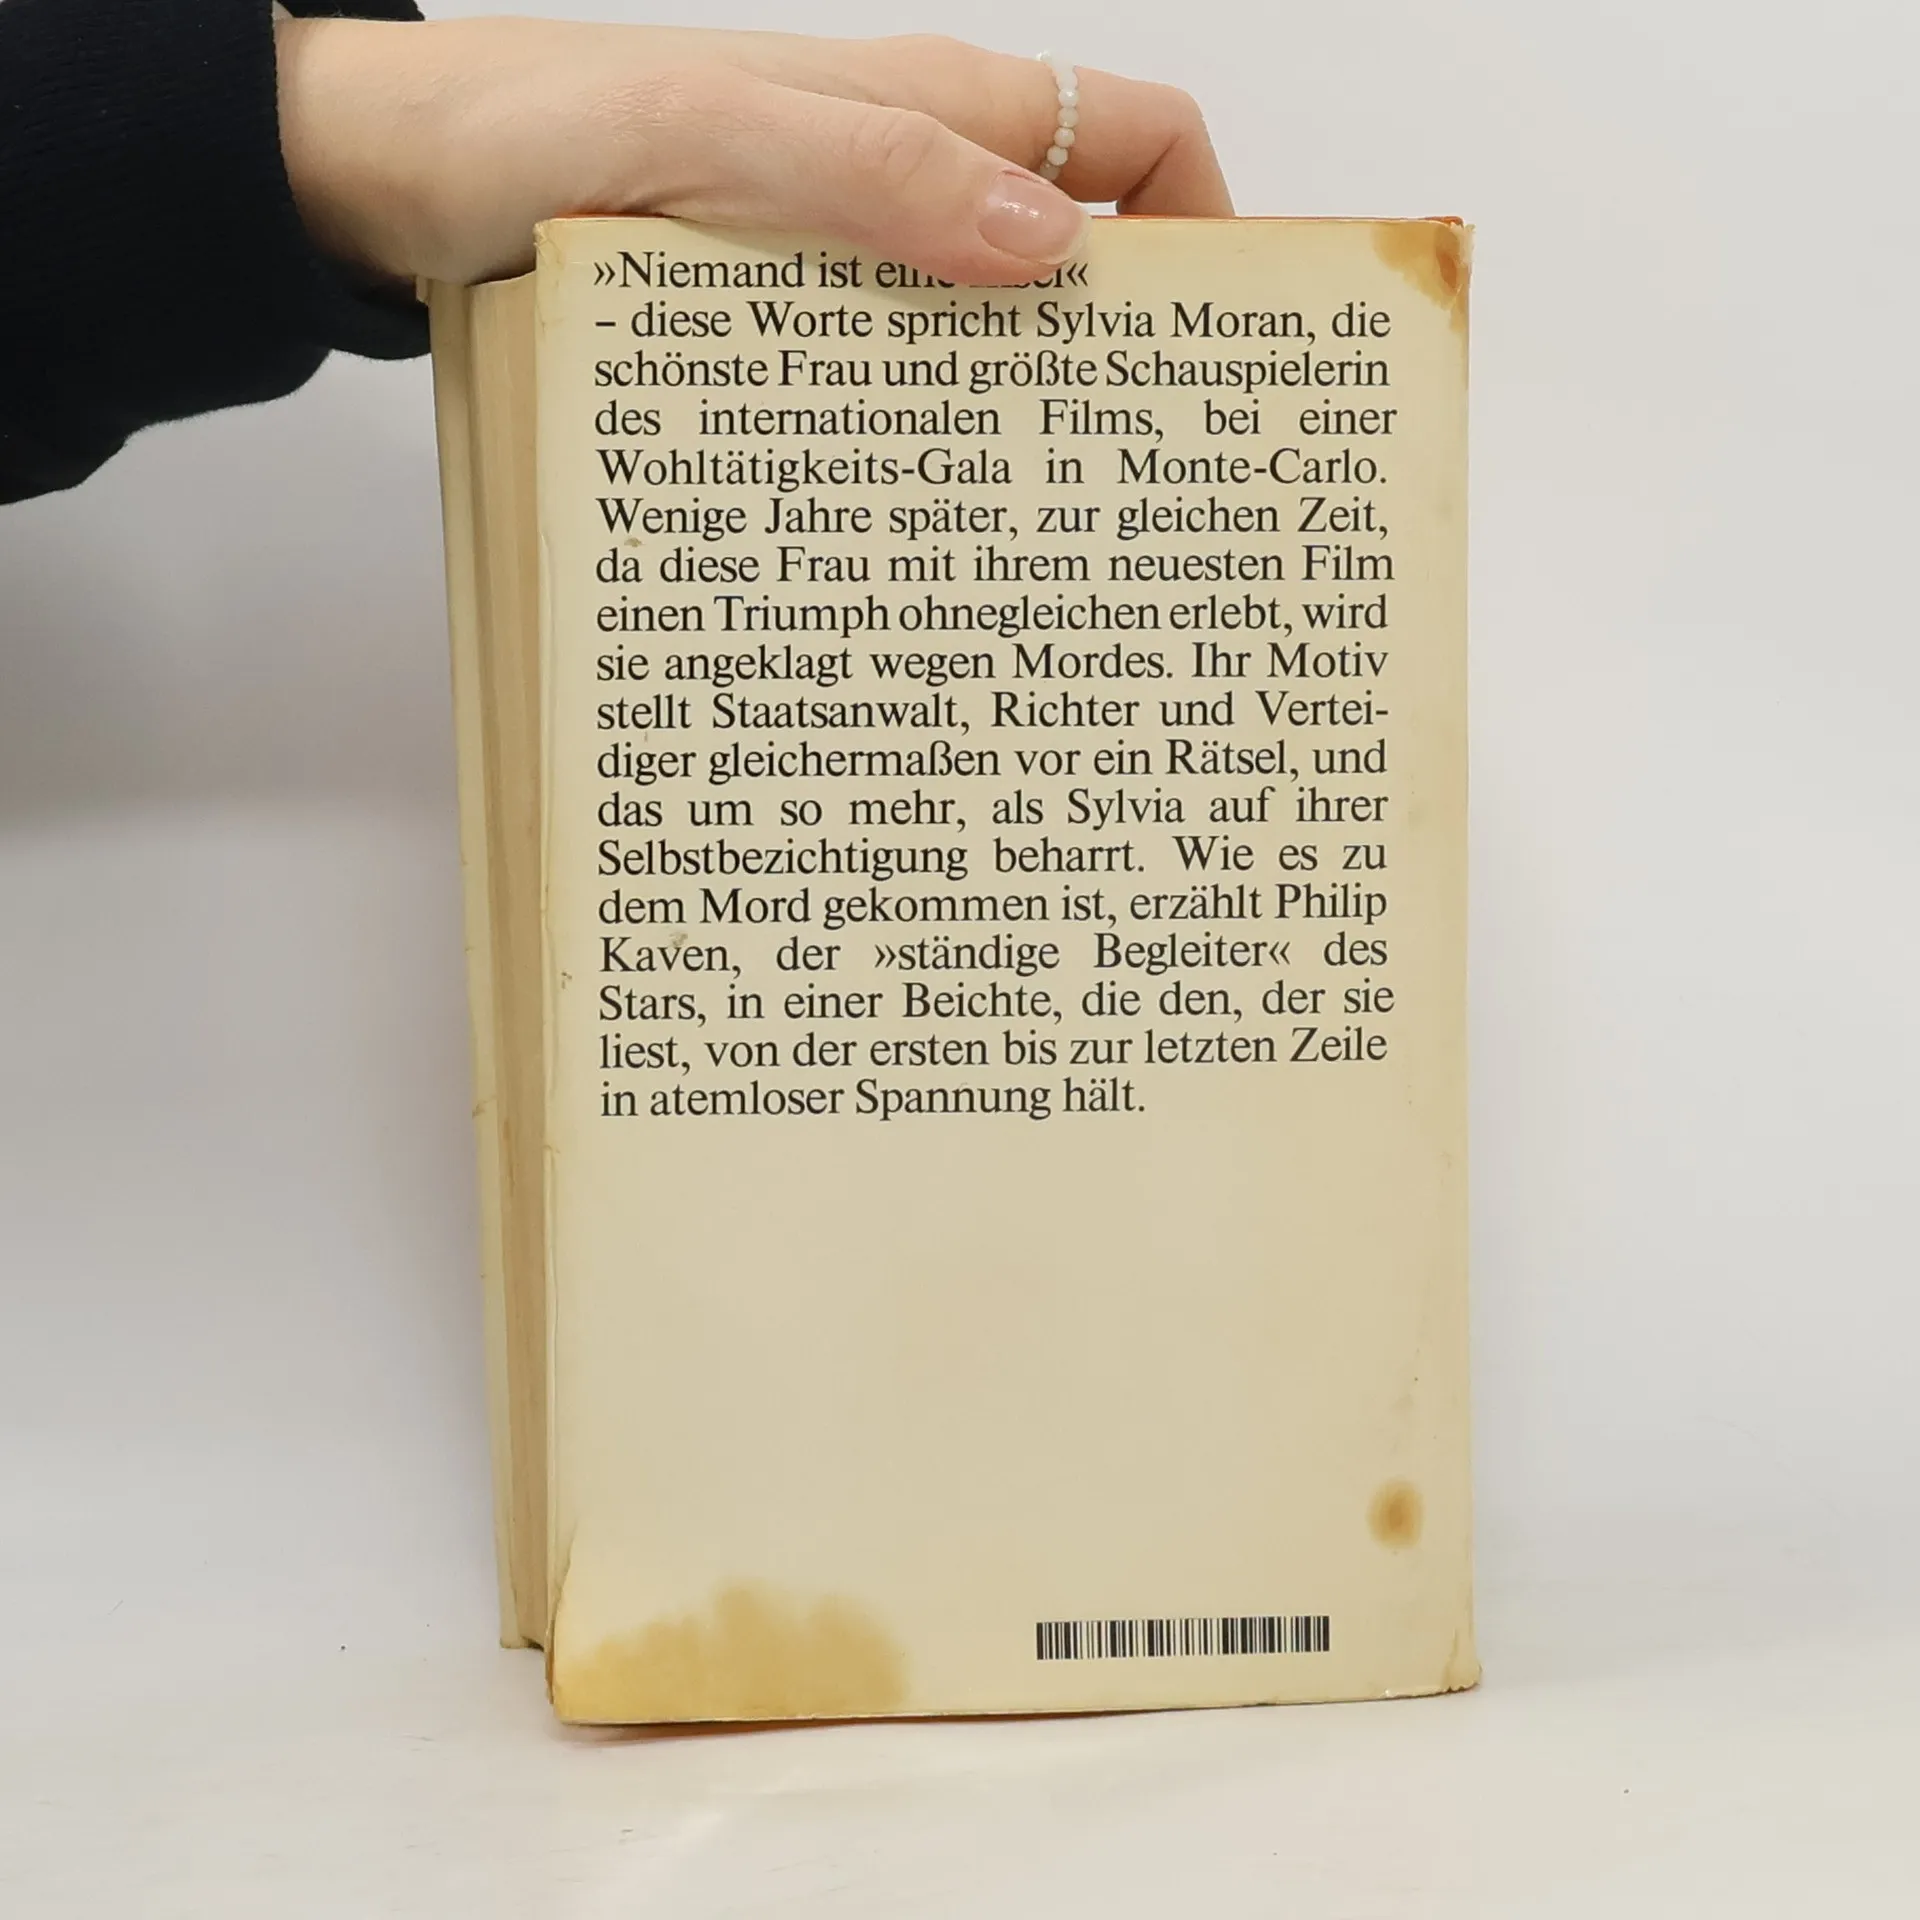 »Niemand ist
– diese Worte spricht Sylvia Moran, die
schönste Frau und größte Schauspielerin
des internationalen Films, bei einer
Wohltätigkeits-Gala in Monte-Carlo.
Wenige Jahre später, zur gleichen Zeit,
da diese Frau mit ihrem neuesten Film
einen Triumph ohnegleichen erlebt, wird
sie angeklagt wegen Mordes. Ihr Motiv
stellt Staatsanwalt, Richter und Vertei-
diger gleichermaßen vor ein Rätsel, und
das um so mehr, als Sylvia auf ihrer
Selbstbezichtigung beharrt. Wie es zu
dem Mord gekommen ist, erzählt Philip
Kaven, der »ständige Begleiter« des
Stars, in einer Beichte, die den, der sie
liest, von der ersten bis zur letzten Zeile
in atemloser Spannung hält.